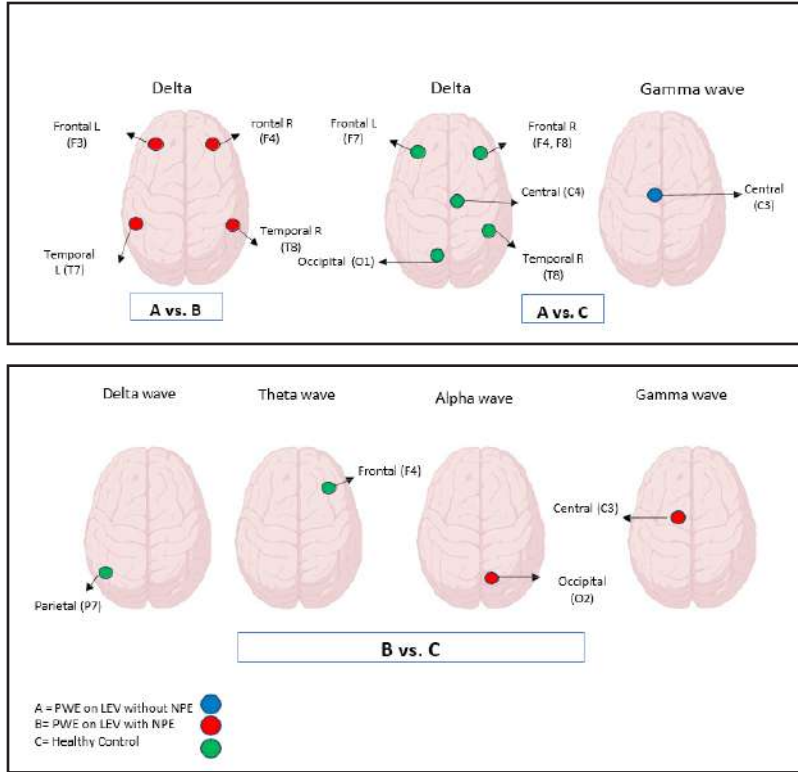 Delta
Delta
Gamma wave
Frontal L
(F3)
rontal R
(F4)
Frontal L
(F7)
Frontal R
(F4, F8)
Central (C4)
Central
(C3)
Temporal
L (T7)
Temporal R
(T8)
Occipital (O1)
Temporal R
(T8)
A vs. B
A vs. C
Delta wave
Theta wave
Alpha wave
Gamma wave
Frontal (F4)
Central (C3)
Parietal (P7)
Occipital
(O2)
B vs. C
A = PWE on LEV without NPE
B= PWE on LEV with NPE
C= Healthy Control